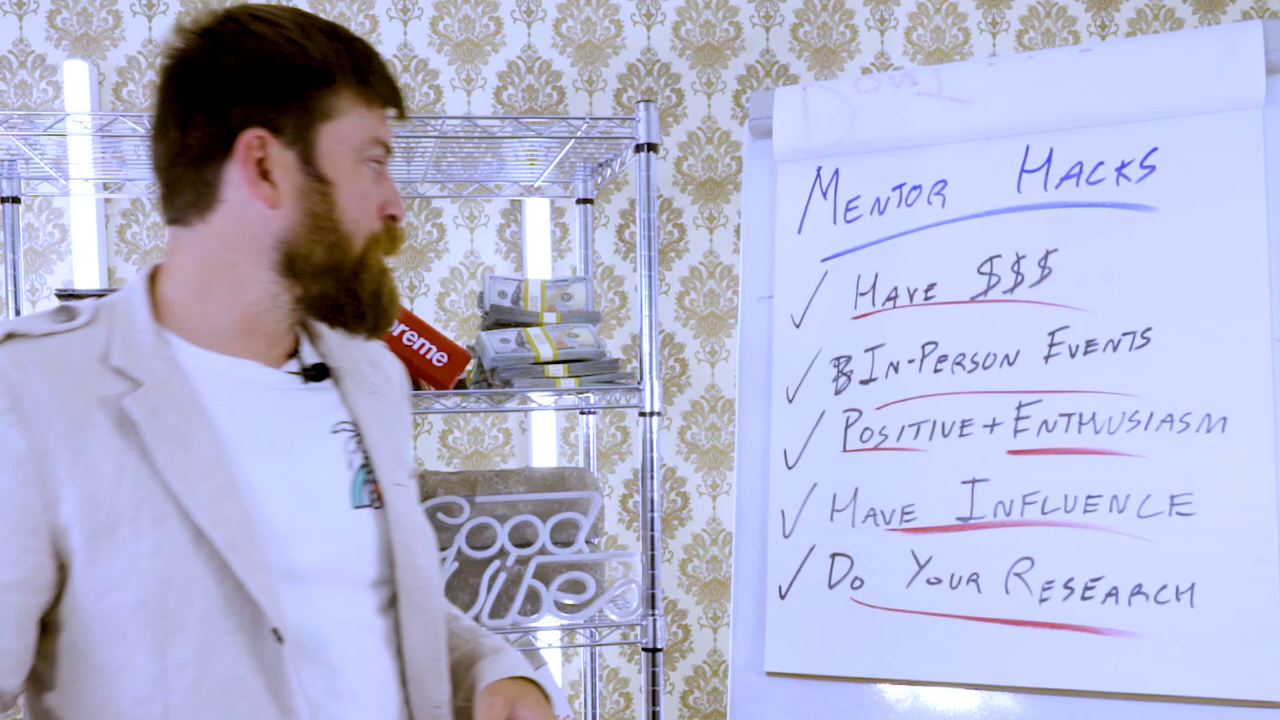 MENTOR HACKS
✓ HAVE $$$
✓ IN-PERSON EVENTS
✓ POSITIVE + ENTHUSIASM
✓ HAVE INFLUENCE
✓ DO YOUR RESEARCH
preme
Good
Vibes